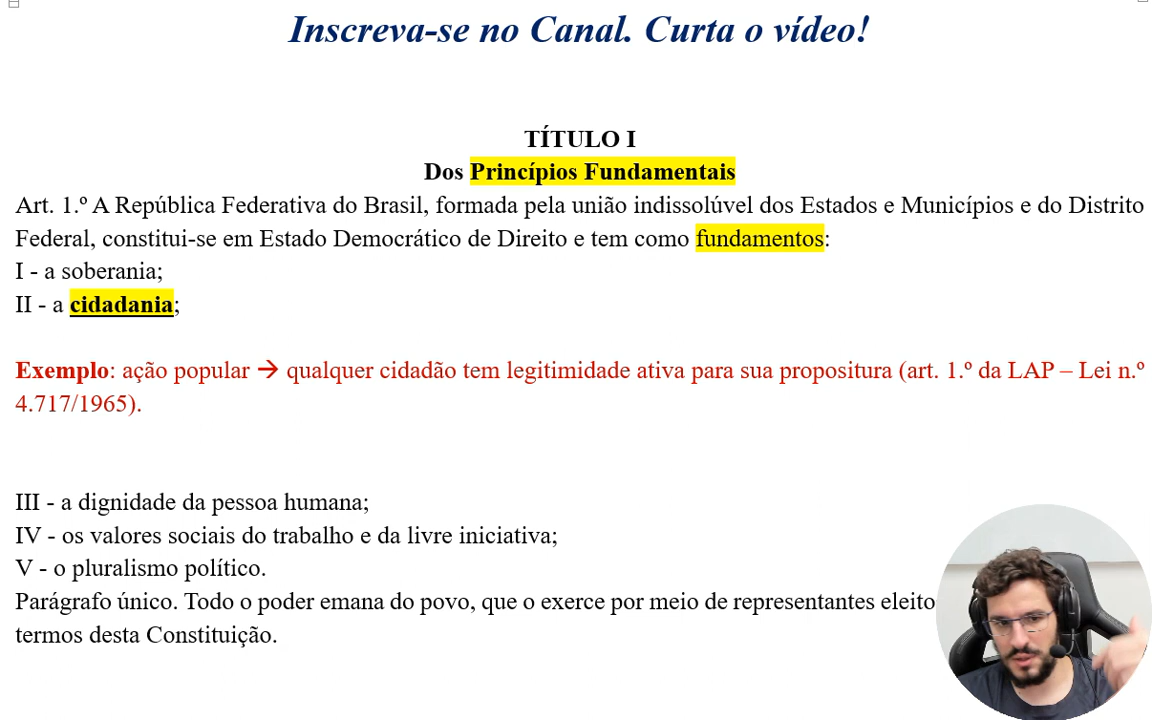 Inscreva-se no Canal. Curta o vídeo!
TÍTULO I
Dos Princípios Fundamentais
Art. 1.º A República Federativa do Brasil, formada pela união indissolúvel dos Estados e Municípios e do Distrito
Federal, constitui-se em Estado Democrático de Direito e tem como fundamentos:
I - a soberania;
II - a cidadania;
Exemplo: ação popular → qualquer cidadão tem legitimidade ativa para sua propositura (art. 1.º da LAP – Lei n.º
4.717/1965).
III - a dignidade da pessoa humana;
IV - os valores sociais do trabalho e da livre iniciativa;
V - o pluralismo político.
Parágrafo único. Todo o poder emana do povo, que o exerce por meio de representantes eleito
termos desta Constituição.